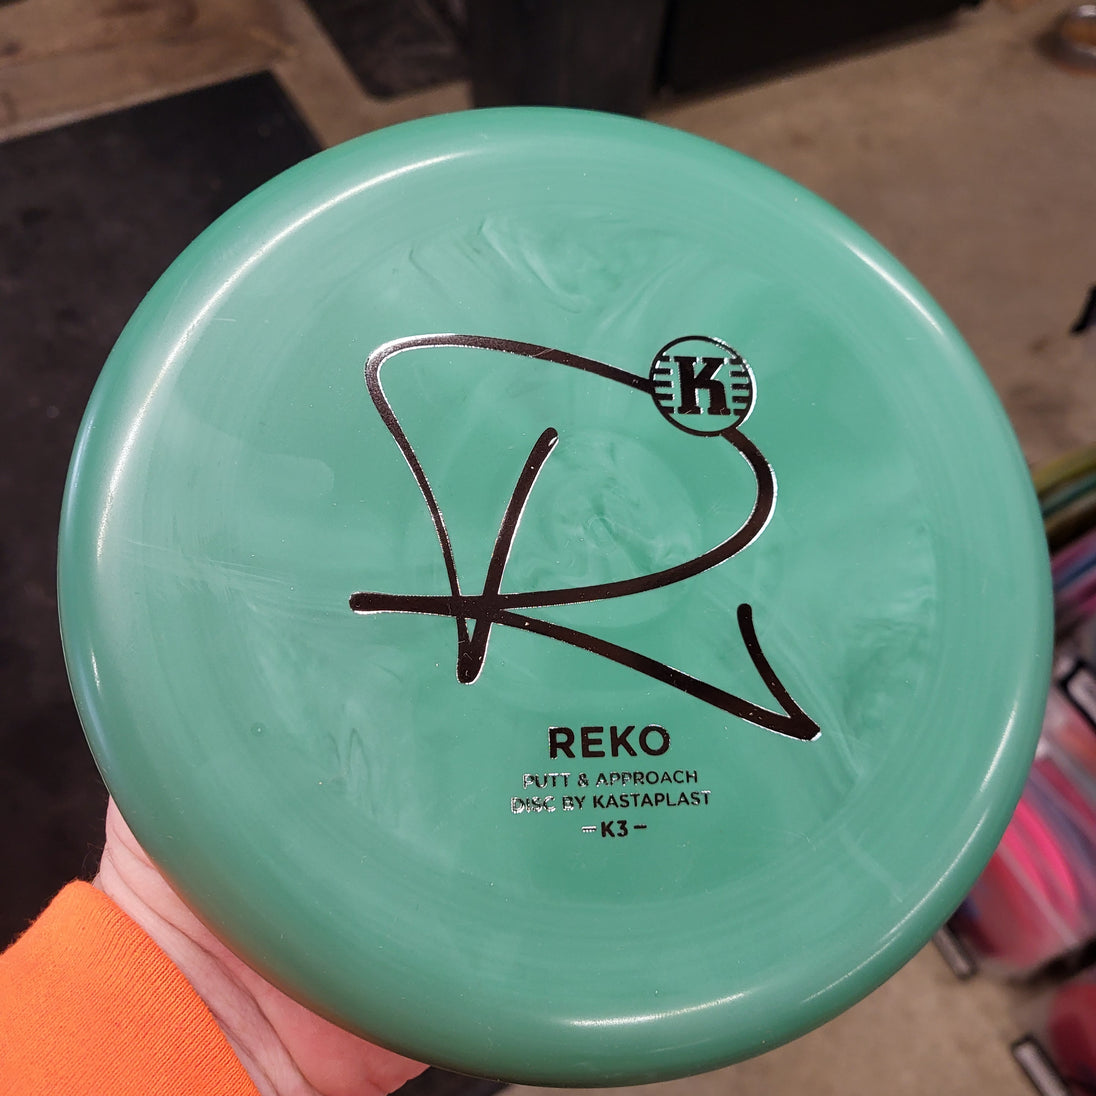 K
R
REKO
PUTT & APPROACH
DISC BY KASTAPLAST
-K3-